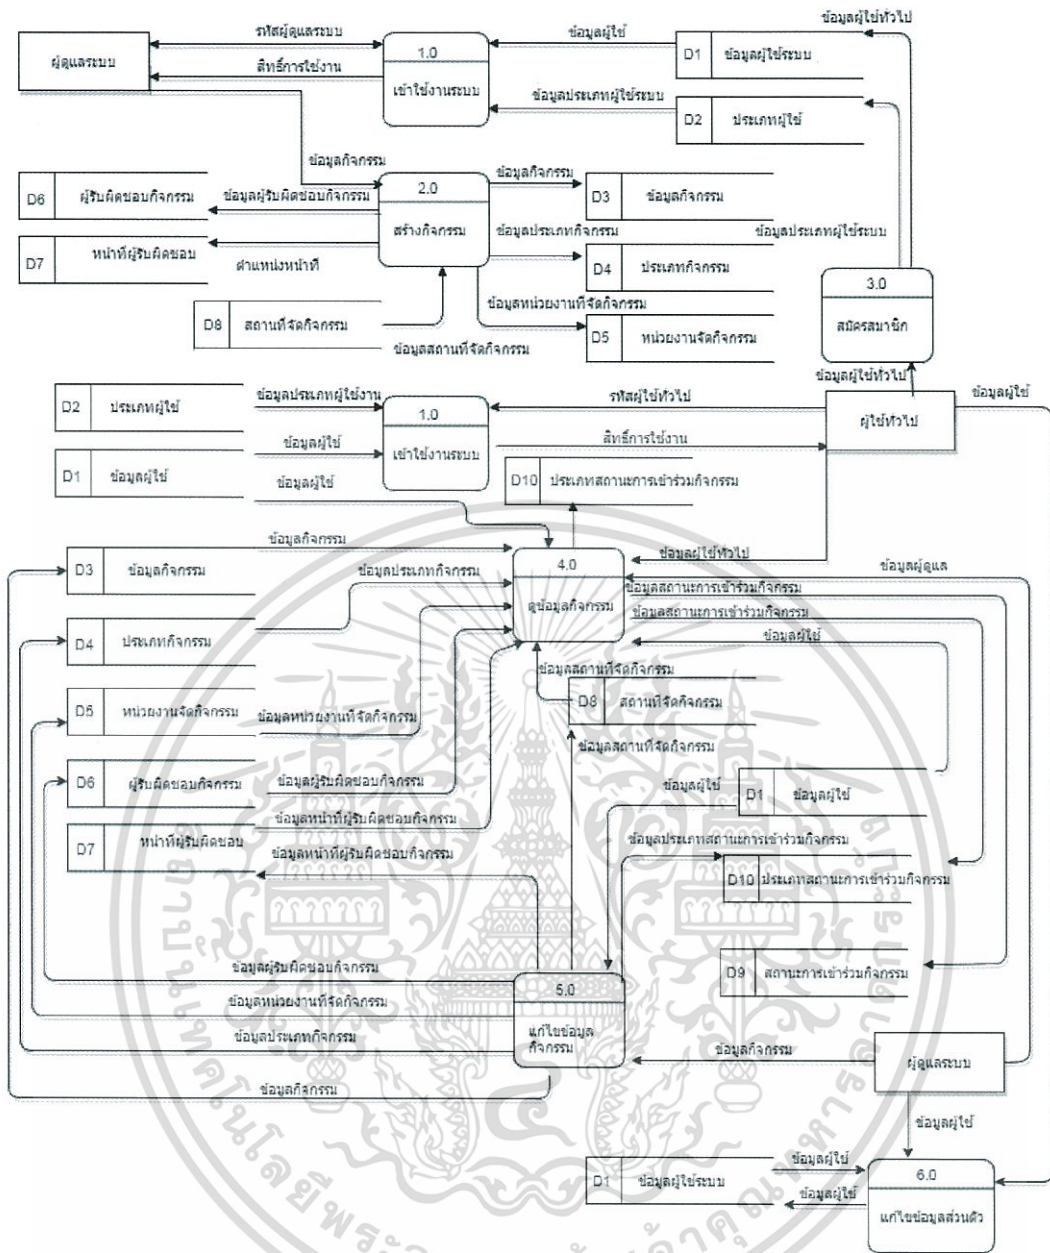 ข้อมูลผู้ใช้ทั่วไป
รหัสผู้ดูแลระบบ
ข้อมูลผู้ใช้
ผู้ดูแลระบบ
1.0
เข้าใช้งานระบบ
D1 ข้อมูลผู้ใช้ระบบ
สิทธิ์การใช้งาน
ข้อมูลประเภทผู้ใช้ระบบ
D2 ประเภทผู้ใช้
ข้อมูลกิจกรรม
ข้อมูลกิจกรรม
D6 ผู้รับผิดชอบกิจกรรม
ข้อมูลผู้รับผิดชอบกิจกรรม
2.0
สร้างกิจกรรม
D3 ข้อมูลกิจกรรม
ข้อมูลประเภทกิจกรรม
ข้อมูลประเภทผู้ใช้ระบบ
D7 หน้าที่ผู้รับผิดชอบ
ตำแหน่งหน้าที่
D4 ประเภทกิจกรรม
3.0
สมัครสมาชิก
ข้อมูลหน่วยงานที่จัดกิจกรรม
D8 สถานที่จัดกิจกรรม
ข้อมูลสถานที่จัดกิจกรรม
D5 หน่วยงานจัดกิจกรรม
ข้อมูลผู้ใช้ทั่วไป
ข้อมูลผู้ใช้
D2 ประเภทผู้ใช้
ข้อมูลประเภทผู้ใช้งาน
1.0
เข้าใช้งานระบบ
รหัสผู้ใช้ทั่วไป
ผู้ใช้ทั่วไป
ข้อมูลผู้ใช้
สิทธิ์การใช้งาน
D1 ข้อมูลผู้ใช้
ข้อมูลผู้ใช้
D10 ประเภทสถานะการเข้าร่วมกิจกรรม
ข้อมูลกิจกรรม
ข้อมูลผู้ใช้ทั่วไป
ข้อมูลผู้ดูแล
D3 ข้อมูลกิจกรรม
ข้อมูลประเภทกิจกรรม
4.0
ดูข้อมูลกิจกรรม
ข้อมูลสถานะการเข้าร่วมกิจกรรม
ข้อมูลสถานะการเข้าร่วมกิจกรรม
ข้อมูลผู้ใช้
D4 ประเภทกิจกรรม
ข้อมูลสถานที่จัดกิจกรรม
D8 สถานที่จัดกิจกรรม
D5 หน่วยงานจัดกิจกรรม
ข้อมูลหน่วยงานที่จัดกิจกรรม
ข้อมูลสถานที่จัดกิจกรรม
D6 ผู้รับผิดชอบกิจกรรม
ข้อมูลผู้รับผิดชอบกิจกรรม
ข้อมูลผู้ใช้
D1 ข้อมูลผู้ใช้
ข้อมูลหน้าที่ผู้รับผิดชอบกิจกรรม
D7 หน้าที่ผู้รับผิดชอบ
ข้อมูลหน้าที่ผู้รับผิดชอบกิจกรรม
ข้อมูลประเภทสถานะการเข้าร่วมกิจกรรม
D10 ประเภทสถานะการเข้าร่วมกิจกรรม
ข้อมูลผู้รับผิดชอบกิจกรรม
D9 สถานะการเข้าร่วมกิจกรรม
ข้อมูลหน่วยงานที่จัดกิจกรรม
5.0
แก้ไขข้อมูล
กิจกรรม
ข้อมูลประเภทกิจกรรม
ข้อมูลกิจกรรม
ผู้ดูแลระบบ
ข้อมูลกิจกรรม
ข้อมูลผู้ใช้
D1 ข้อมูลผู้ใช้ระบบ
ข้อมูลผู้ใช้
ข้อมูลผู้ใช้
6.0
แก้ไขข้อมูลส่วนตัว